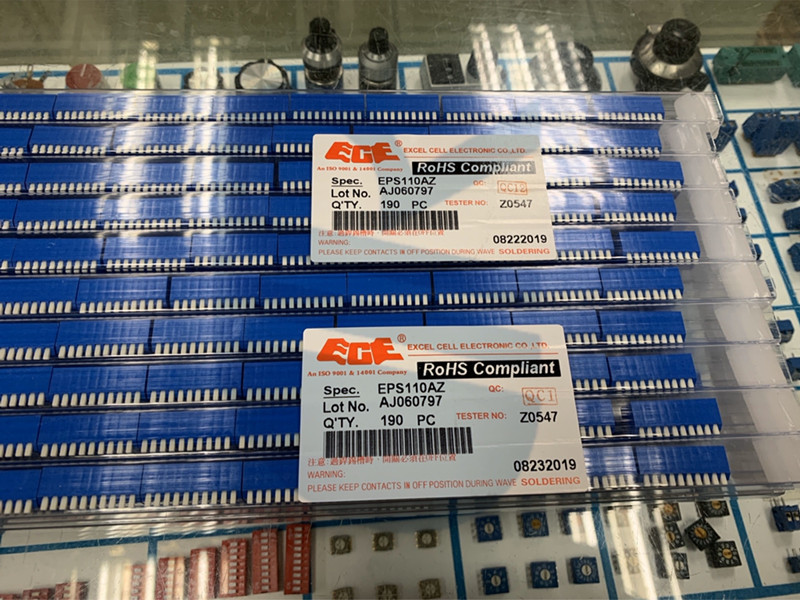 ECE® EXCEL CELL ELECTRONIC CO.,LTD.
An ISO 9001 & 14001 Company RoHS Compliant
Spec. EPS110AZ QC: QC12
Lot No. AJ060797
Q'TY. 190 PC TESTER NO: Z0547
08222019
WARNING:
PLEASE KEEP CONTACTS IN OFF POSITION DURING WAVE SOLDERING
ECE® EXCEL CELL ELECTRONIC CO.,LTD.
An ISO 9001 & 14001 Company RoHS Compliant
Spec. EPS110AZ QC: QC1
Lot No. AJ060797
Q'TY. 190 PC TESTER NO: Z0547
08232019
WARNING:
PLEASE KEEP CONTACTS IN OFF POSITION DURING WAVE SOLDERING